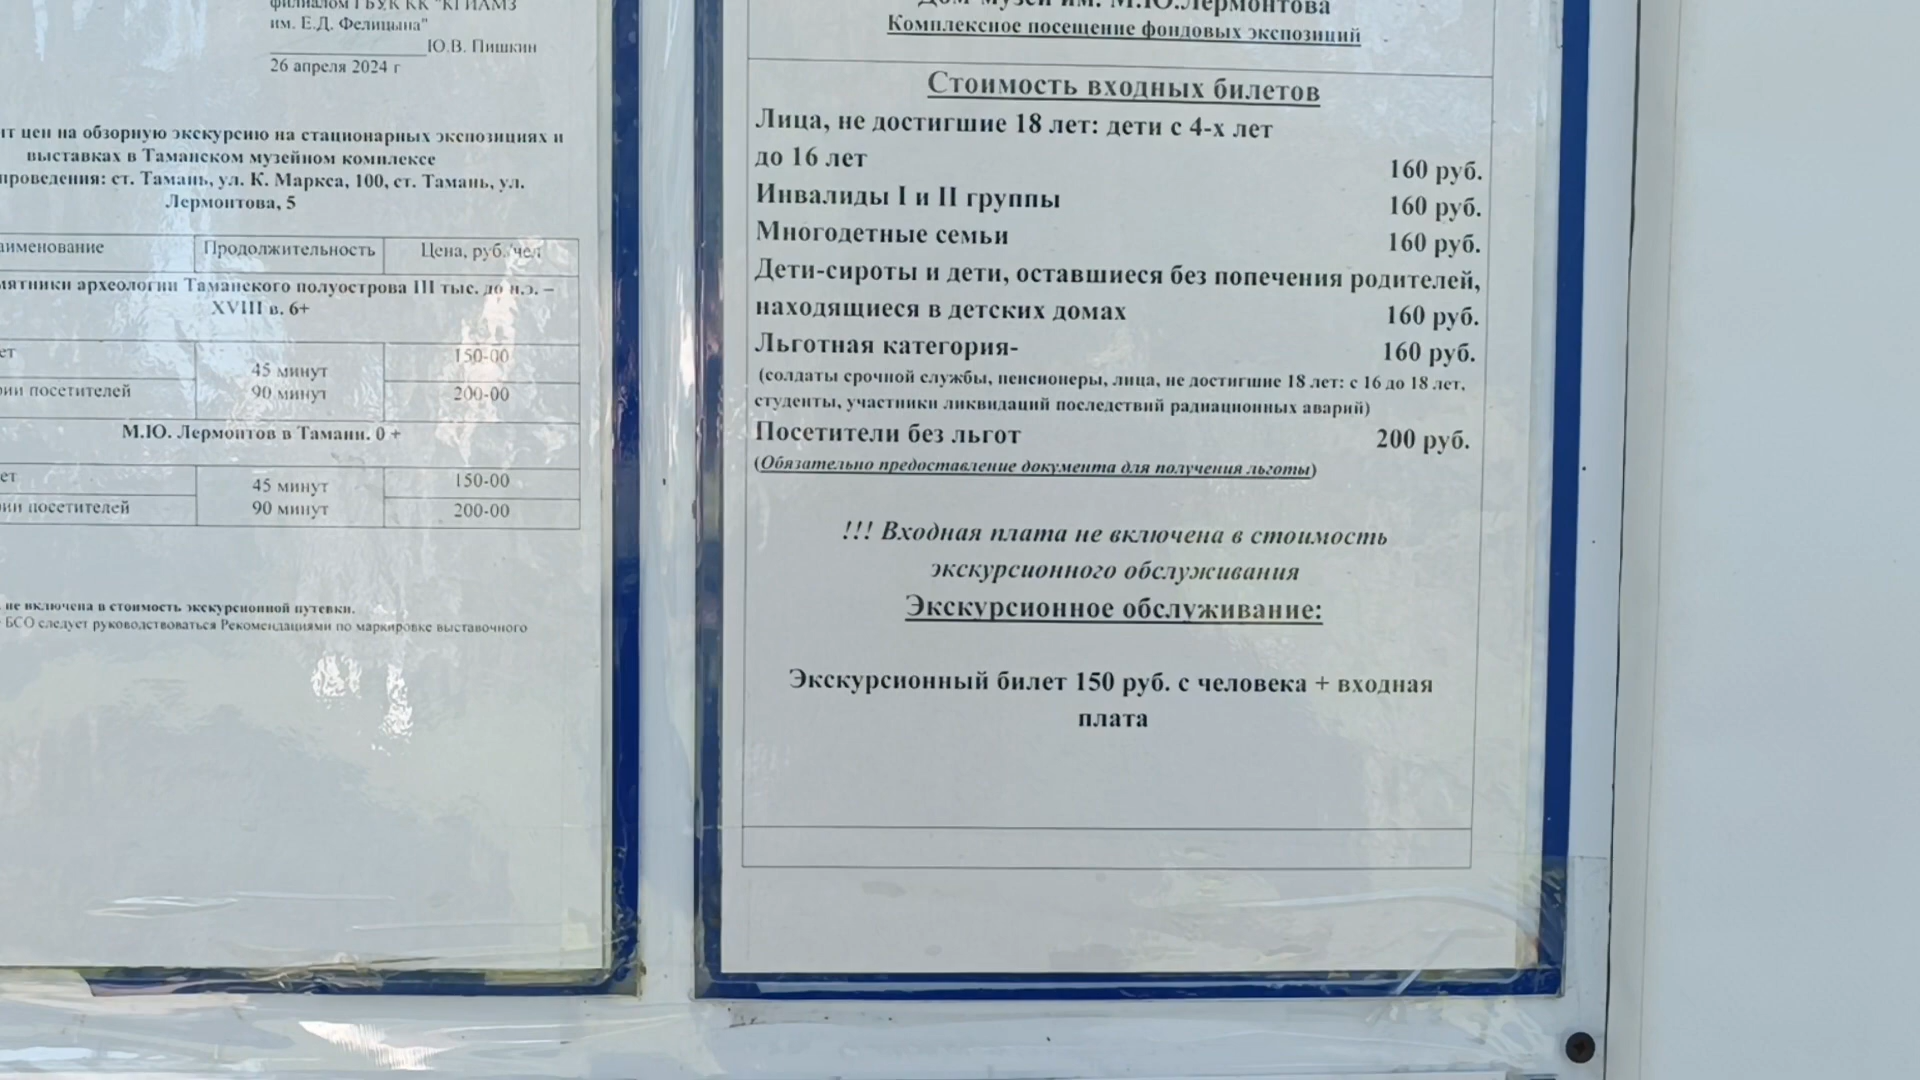 филиалом ГБУК КК "КГИАМЗ
им. Е.Д. Фелицына"
Ю.В. Пишкин
26 апреля 2024 г
цен на обзорную экскурсию на стационарных экспозициях и
выставках в Таманском музейном комплексе
проведения: ст. Тамань, ул. К. Маркса, 100, ст. Тамань, ул.
Лермонтова, 5
Продолжительность Цена, руб./чел
археологии Таманского полуострова III тыс. до н.э. –
XVIII в. 6+
45 минут 150-00
посетителей 90 минут 200-00
М.Ю. Лермонтов в Тамани. 0 +
45 минут 150-00
посетителей 90 минут 200-00
не включена в стоимость экскурсионной путевки.
БСО следует руководствоваться Рекомендациями по маркировке выставочного
Дом-музей им. М.Ю.Лермонтова
Комплексное посещение фондовых экспозиций
Стоимость входных билетов
Лица, не достигшие 18 лет: дети с 4-х лет
до 16 лет 160 руб.
Инвалиды I и II группы 160 руб.
Многодетные семьи 160 руб.
Дети-сироты и дети, оставшиеся без попечения родителей,
находящиеся в детских домах 160 руб.
Льготная категория- 160 руб.
(солдаты срочной службы, пенсионеры, лица, не достигшие 18 лет: с 16 до 18 лет,
студенты, участники ликвидаций последствий радиационных аварий)
Посетители без льгот 200 руб.
(Обязательно предоставление документа для получения льготы)
!!! Входная плата не включена в стоимость
экскурсионного обслуживания
Экскурсионное обслуживание:
Экскурсионный билет 150 руб. с человека + входная
плата